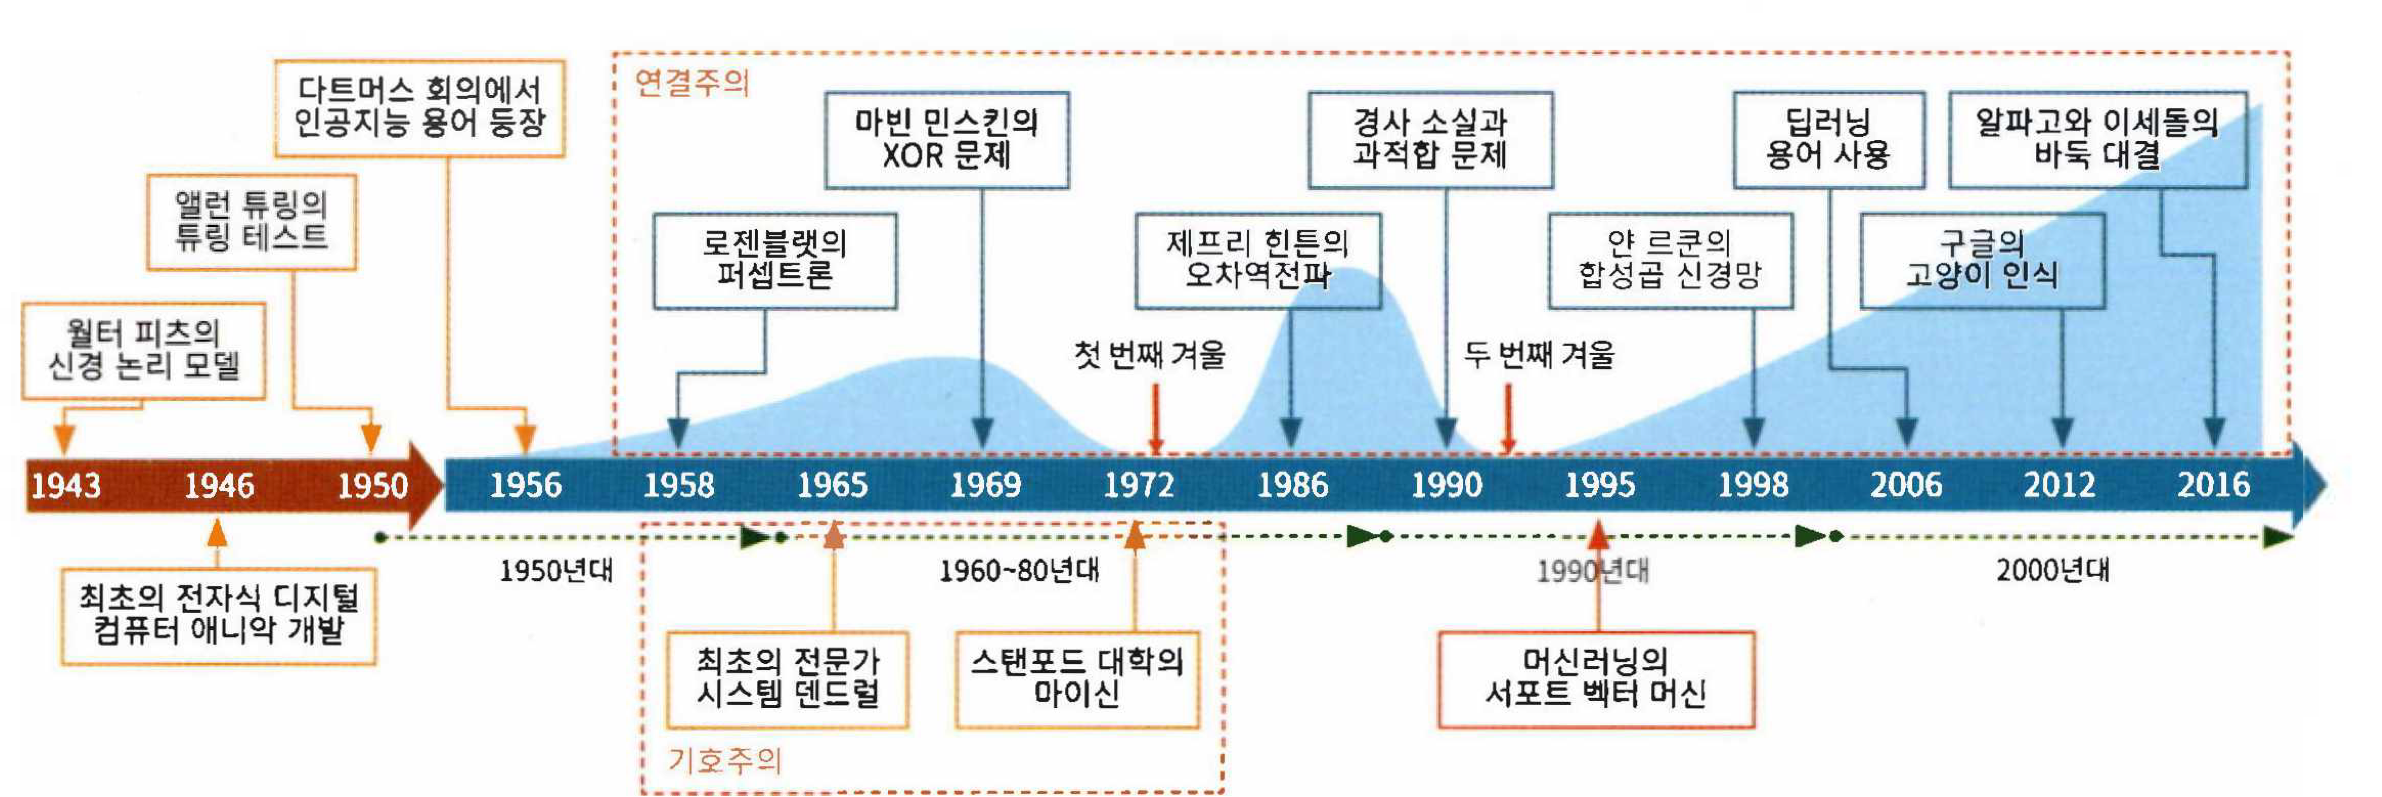 연결주의
다트머스 회의에서
인공지능 용어 등장
마빈 민스킨의
XOR 문제
경사 소실과
과적합 문제
딥러닝
용어 사용
알파고와 이세돌의
바둑 대결
앨런 튜링의
튜링 테스트
로젠블랫의
퍼셉트론
제프리 힌튼의
오차역전파
얀 르쿤의
합성곱 신경망
구글의
고양이 인식
월터 피츠의
신경 논리 모델
첫 번째 겨울
두 번째 겨울
1943 1946 1950 1956 1958 1965 1969 1972 1986 1990 1995 1998 2006 2012 2016
1950년대
1960~80년대
1990년대
2000년대
최초의 전자식 디지털
컴퓨터 애니악 개발
최초의 전문가
시스템 덴드럴
스탠포드 대학의
마이신
머신러닝의
서포트 벡터 머신
기호주의